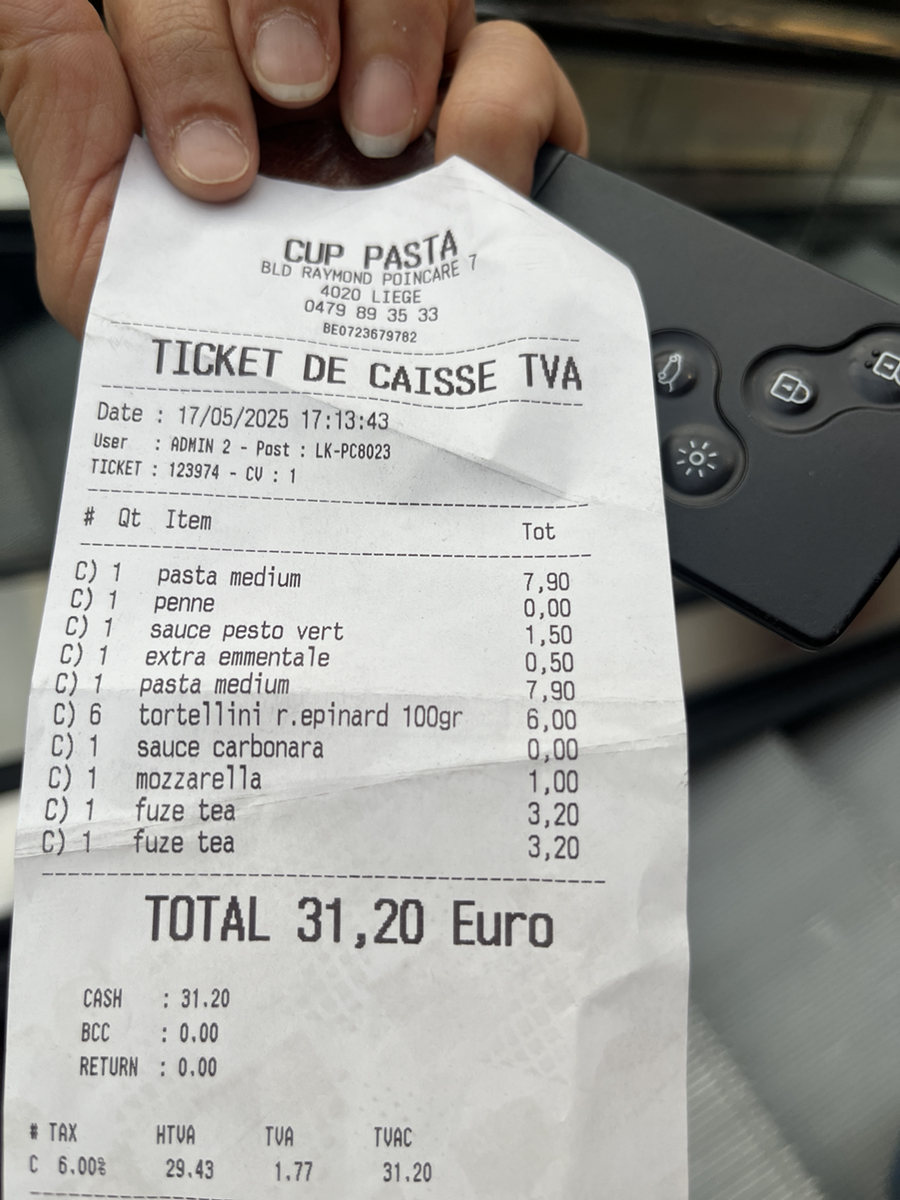 CUP PASTA
BLD RAYMOND POINCARE 7
4020 LIEGE
0479 89 35 33
BE0723679782
TICKET DE CAISSE TVA
Date : 17/05/2025 17:13:43
User : ADMIN 2 - Post : LK-PC8023
TICKET : 123974 - CV : 1
# Qt Item Tot
C) 1 pasta medium 7,90
C) 1 penne 0,00
C) 1 sauce pesto vert 1,50
C) 1 extra emmentale 0,50
C) 1 pasta medium 7,90
C) 6 tortellini r.epinard 100gr 6,00
C) 1 sauce carbonara 0,00
C) 1 mozzarella 1,00
C) 1 fuze tea 3,20
C) 1 fuze tea 3,20
TOTAL 31,20 Euro
CASH : 31.20
BCC : 0.00
RETURN : 0.00
# TAX HTVA TVA TVAC
C 6.00% 29.43 1.77 31.20